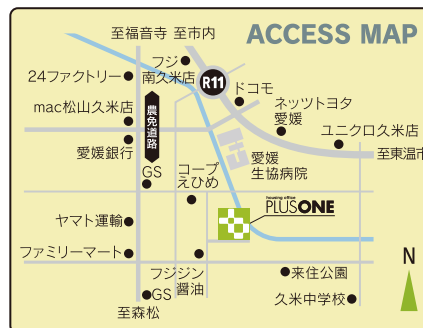 至福音寺 至市内
ACCESS MAP
フジ
南久米店
24ファクトリー
R11
ドコモ
mac松山久米店
農免道路
ネッツトヨタ
愛媛
ユニクロ久米店
愛媛銀行
愛媛
生協病院
至東温市
GS
コープ
えひめ
housing office
PLUSONE
ヤマト運輸
ファミリーマート
フジジン
醤油
来住公園
N
GS
久米中学校
至森松